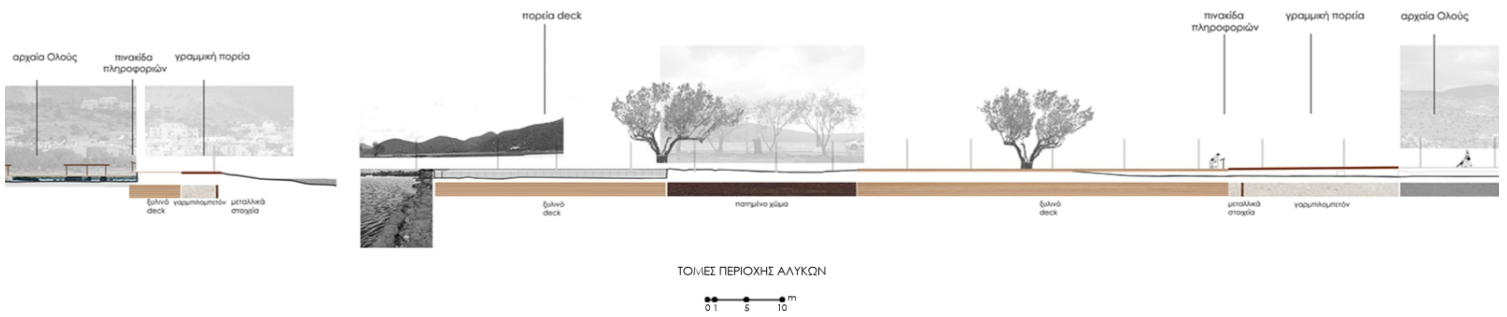 αρχαία Ολούς
πινακίδα
πληροφοριών
γραμμική πορεία
πορεία deck
πινακίδα
πληροφοριών
γραμμική πορεία
αρχαία Ολούς
ξυλινό
deck
γαρμπιλομπετόν
μεταλλικά
στοιχεία
ξυλινό
deck
πατημένο χώμα
ξυλινό
deck
μεταλλικά
στοιχεία
γαρμπιλομπετόν
ΤΟΜΕΣ ΠΕΡΙΟΧΗΣ ΑΛΥΚΩΝ
m
0 1 5 10